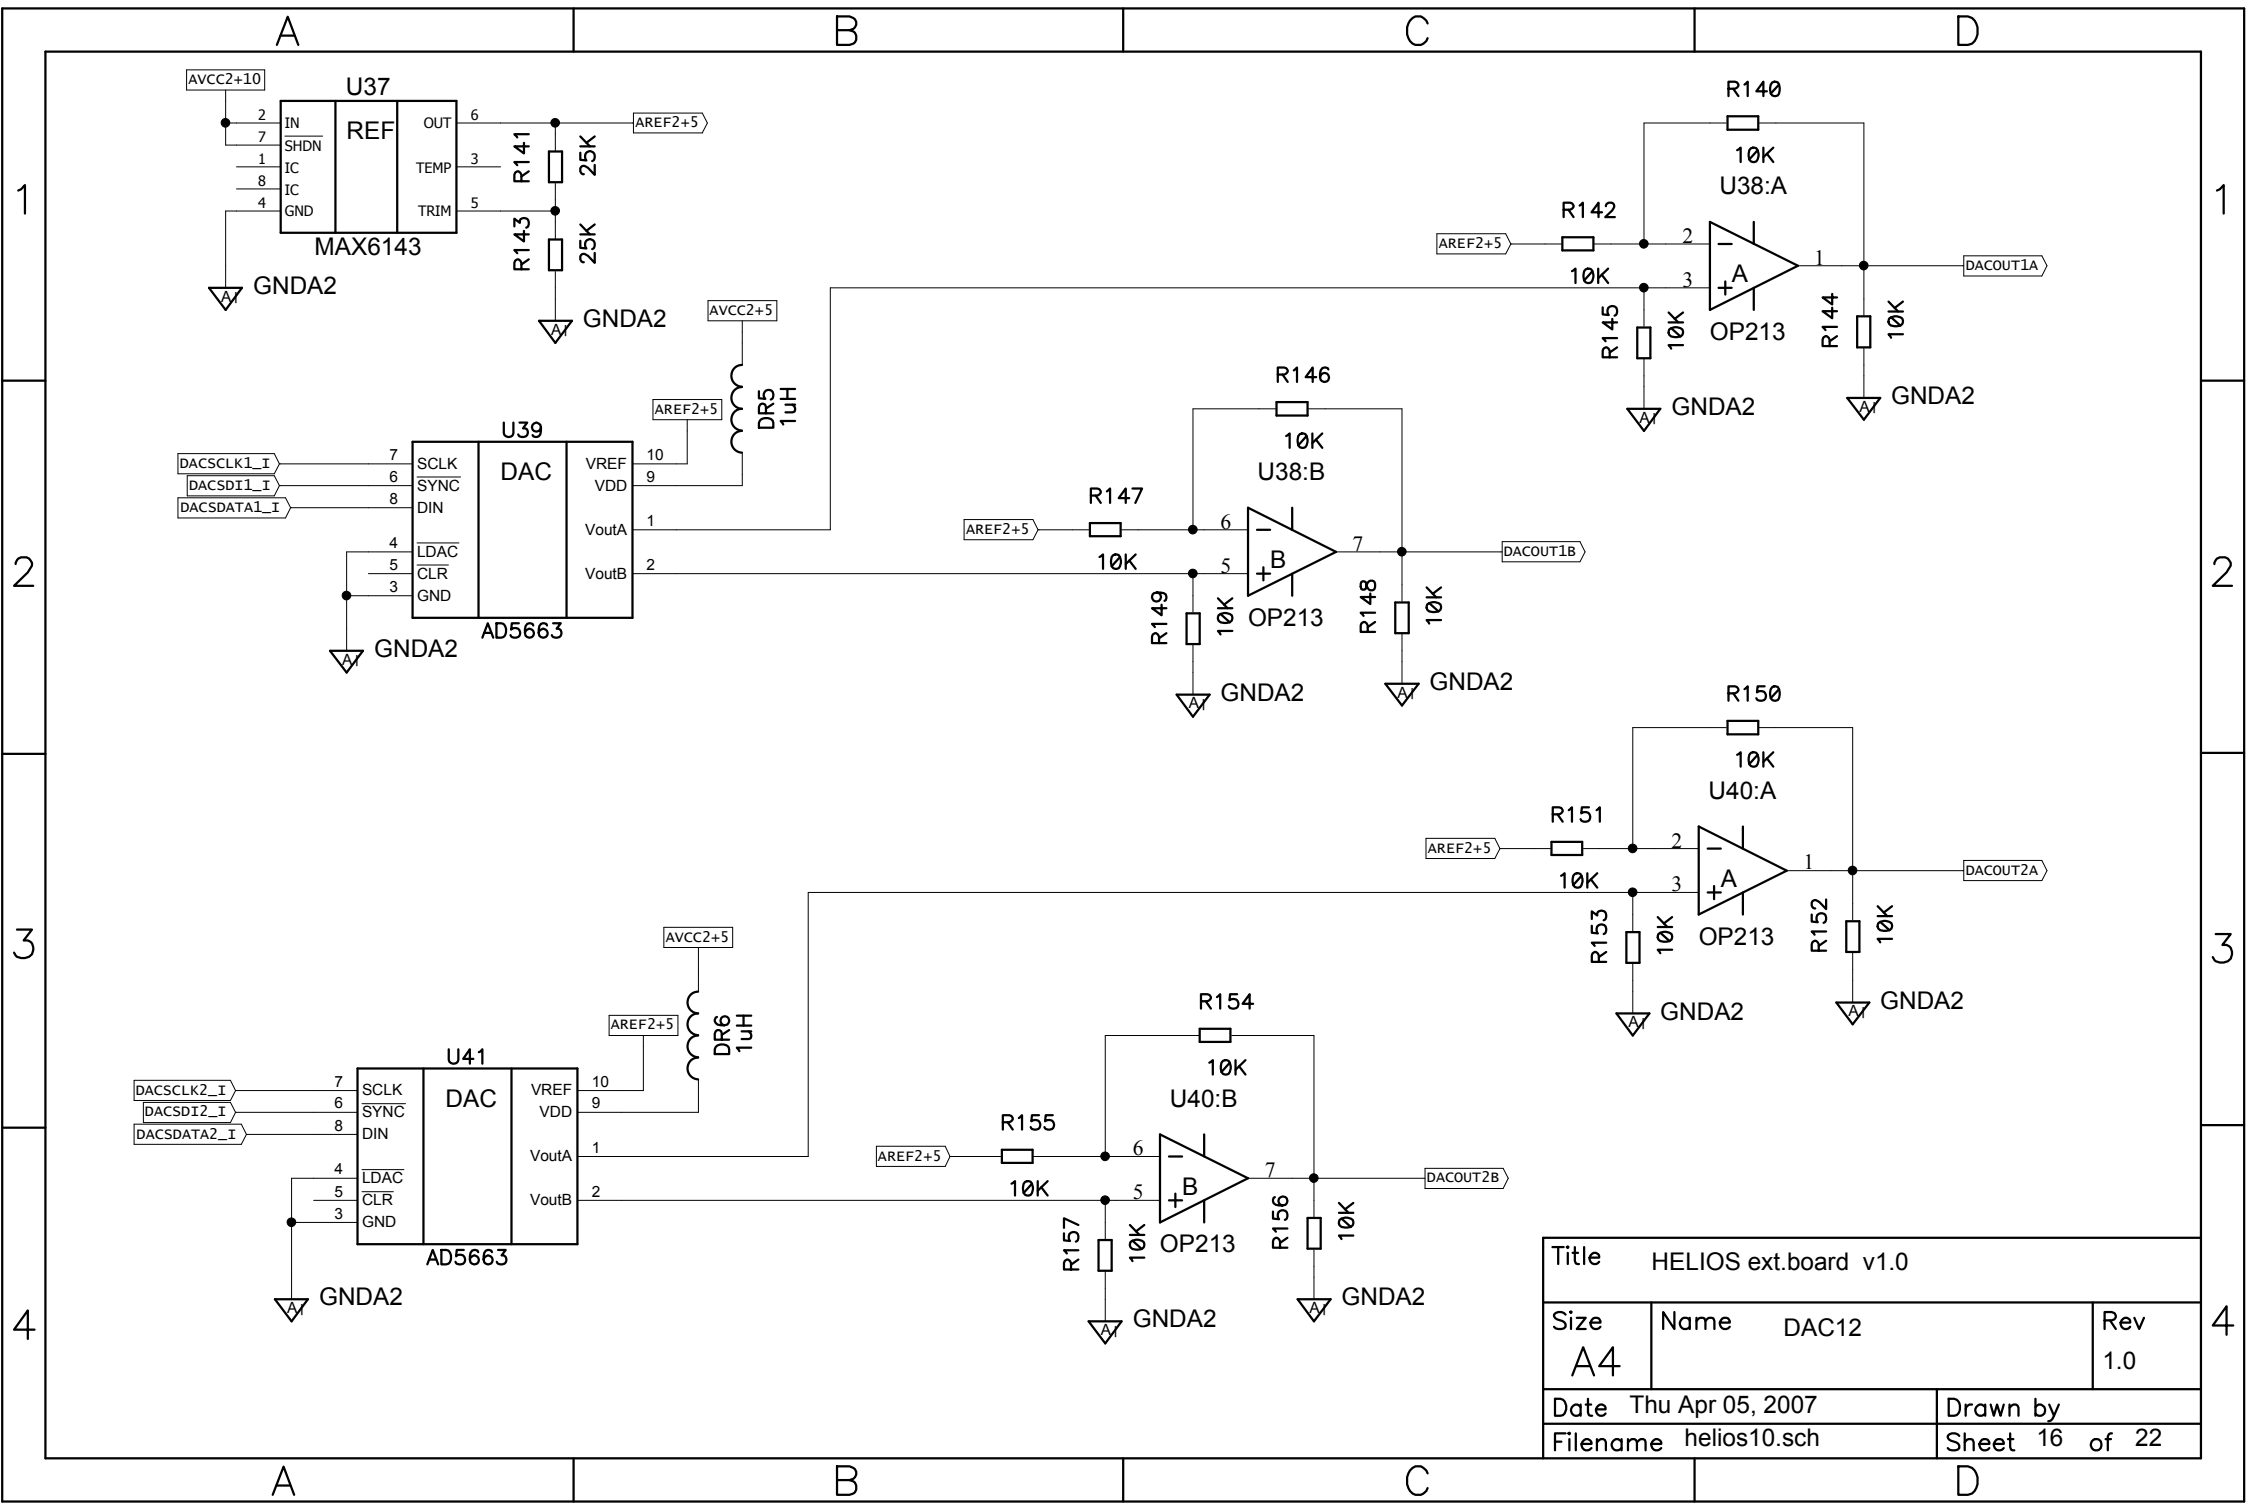 A B C D
1 1
2 2
3 3
4 4
A B C D
AVCC2+10
U37
2 IN
7 SHDN
1 IC
8 IC
4 GND
REF
OUT 6
TEMP 3
TRIM 5
MAX6143
GNDA2
AREF2+5
R141 25K
R143 25K
GNDA2
AVCC2+5
DR5 1uH
AREF2+5
U39
DACSCLK1_I
DACSDI1_I
DACSDATA1_I
7 SCLK
6 SYNC
8 DIN
4 LDAC
5 CLR
3 GND
DAC
VREF 10
VDD 9
VoutA 1
VoutB 2
AD5663
GNDA2
R140
10K
U38:A
R142
AREF2+5
10K
2
3
A
1
OP213
DACOUT1A
R145 10K
GNDA2
R144 10K
GNDA2
R146
10K
U38:B
R147
AREF2+5
10K
6
5
B
7
OP213
DACOUT1B
R149 10K
GNDA2
R148 10K
GNDA2
R150
10K
U40:A
R151
AREF2+5
10K
2
3
A
1
OP213
DACOUT2A
R153 10K
GNDA2
R152 10K
GNDA2
AVCC2+5
DR6 1uH
AREF2+5
U41
DACSCLK2_I
DACSDI2_I
DACSDATA2_I
7 SCLK
6 SYNC
8 DIN
4 LDAC
5 CLR
3 GND
DAC
VREF 10
VDD 9
VoutA 1
VoutB 2
AD5663
GNDA2
R154
10K
U40:B
R155
AREF2+5
10K
6
5
B
7
OP213
DACOUT2B
R157 10K
GNDA2
R156 10K
GNDA2
Title HELIOS ext.board v1.0
Size A4
Name DAC12
Rev 1.0
Date Thu Apr 05, 2007
Drawn by
Filename helios10.sch
Sheet 16 of 22